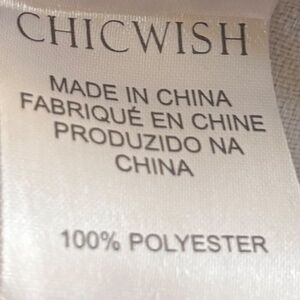 CHICWISH
MADE IN CHINA
FABRIQUÉ EN CHINE
PRODUZIDO NA
CHINA
100% POLYESTER